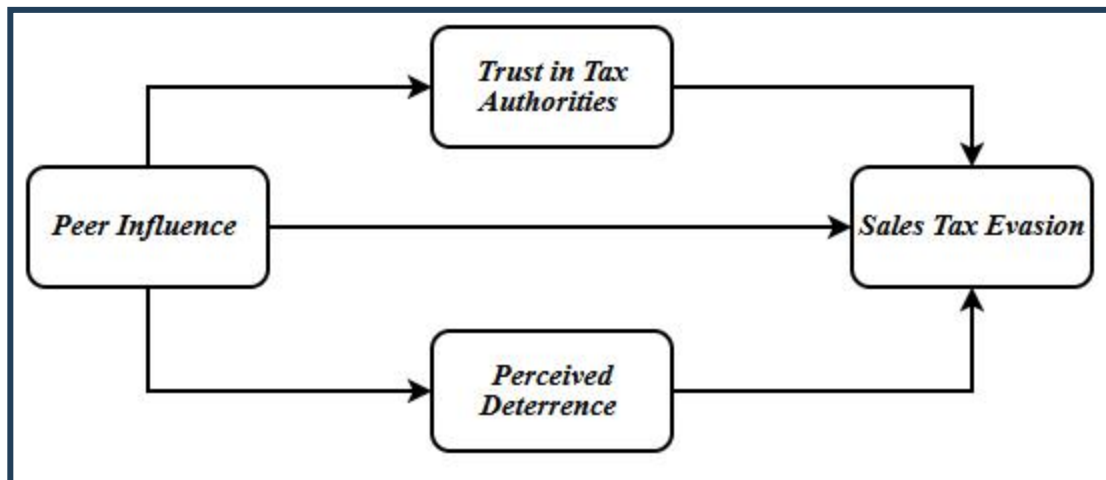 Trust in Tax
Authorities
Peer Influence
Sales Tax Evasion
Perceived
Deterrence